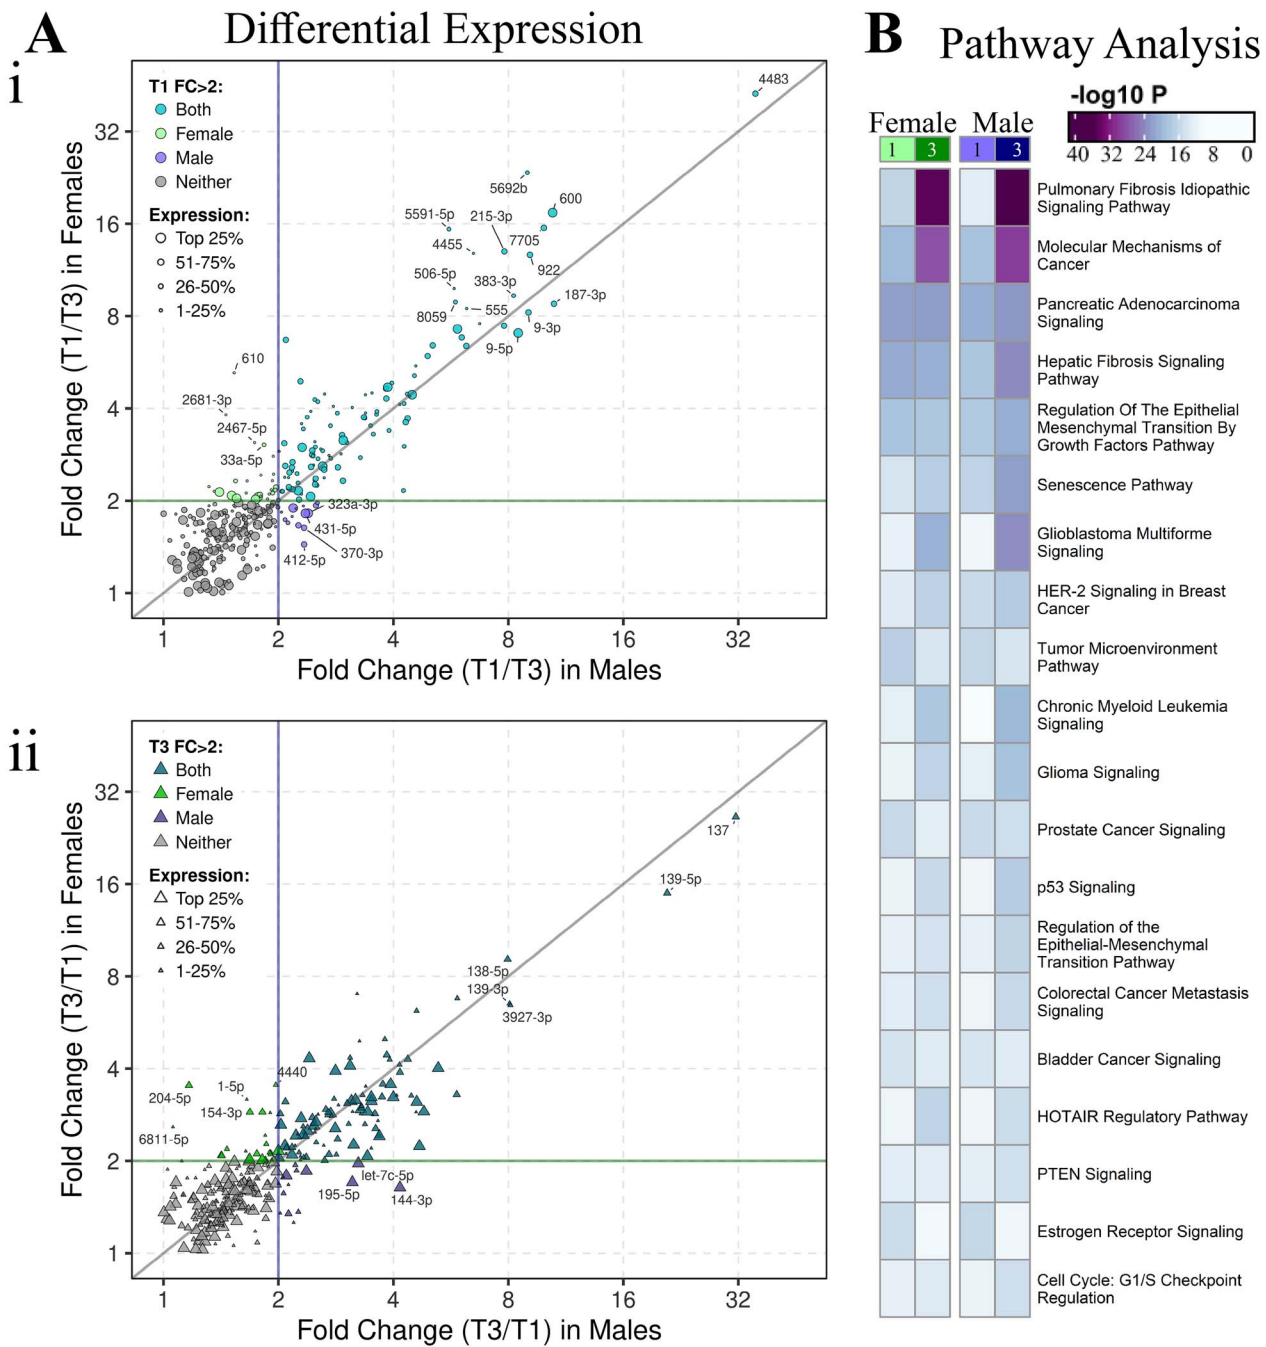 A
Differential Expression
B
Pathway Analysis
i
T1 FC>2:
Both
Female
Male
Neither
Expression:
Top 25%
51-75%
26-50%
1-25%
4483
5692b
600
5591-5p
215-3p
4455
7705
922
506-5p
383-3p
187-3p
8059
555
9-3p
9-5p
610
2681-3p
2467-5p
33a-5p
323a-3p
431-5p
370-3p
412-5p
32
16
8
4
2
1
Fold Change (T1/T3) in Females
1
2
4
8
16
32
Fold Change (T1/T3) in Males
ii
T3 FC>2:
Both
Female
Male
Neither
Expression:
Top 25%
51-75%
26-50%
1-25%
137
139-5p
138-5p
139-3p
3927-3p
4440
1-5p
204-5p
154-3p
6811-5p
let-7c-5p
195-5p
144-3p
32
16
8
4
2
1
Fold Change (T3/T1) in Females
1
2
4
8
16
32
Fold Change (T3/T1) in Males
-log10 P
40 32 24 16 8 0
Female
Male
1 3 1 3
Pulmonary Fibrosis Idiopathic
Signaling Pathway
Molecular Mechanisms of
Cancer
Pancreatic Adenocarcinoma
Signaling
Hepatic Fibrosis Signaling
Pathway
Regulation Of The Epithelial
Mesenchymal Transition By
Growth Factors Pathway
Senescence Pathway
Glioblastoma Multiforme
Signaling
HER-2 Signaling in Breast
Cancer
Tumor Microenvironment
Pathway
Chronic Myeloid Leukemia
Signaling
Glioma Signaling
Prostate Cancer Signaling
p53 Signaling
Regulation of the
Epithelial-Mesenchymal
Transition Pathway
Colorectal Cancer Metastasis
Signaling
Bladder Cancer Signaling
HOTAIR Regulatory Pathway
PTEN Signaling
Estrogen Receptor Signaling
Cell Cycle: G1/S Checkpoint
Regulation